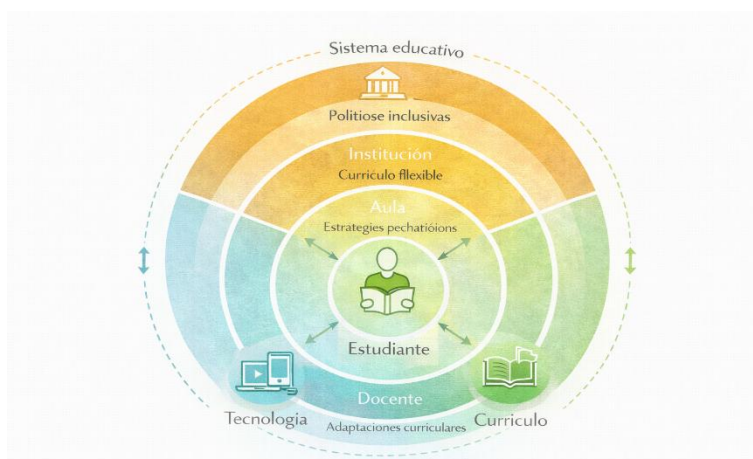 Sistema educativo
Politiose inclusivas
Institución
Curriculo fllexible
Aula
Estrategies pechatióions
Estudiante
Docente
Tecnologia
Curriculo
Adaptaciones curriculares